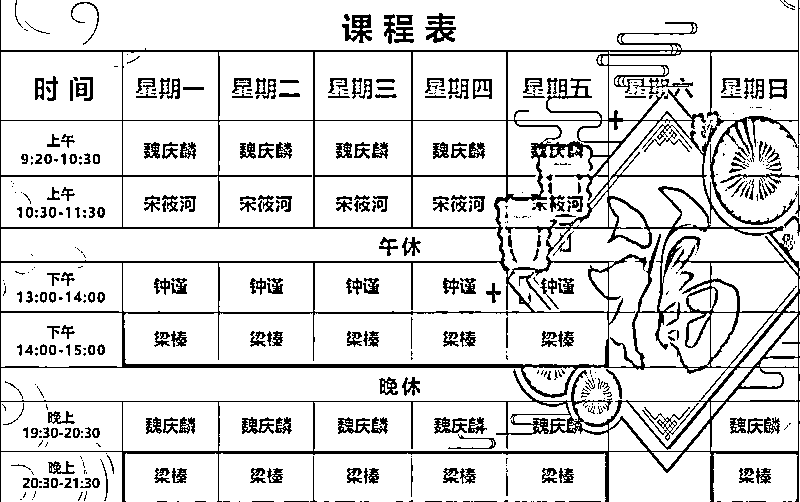 课程表
时间 星期一 星期二 星期三 星期四 星期五 星期六 星期日
上午
9:20-10:30 魏庆麟 魏庆麟 魏庆麟 魏庆麟 魏庆麟
上午
10:30-11:30 宋筱河 宋筱河 宋筱河 宋筱河 宋筱河
午休
下午
13:00-14:00 钟谨 钟谨 钟谨 钟谨 钟谨
下午
14:00-15:00 梁榛 梁榛 梁榛 梁榛 梁榛
晚休
晚上
19:30-20:30 魏庆麟 魏庆麟 魏庆麟 魏庆麟 魏庆麟 魏庆麟
晚上
20:30-21:30 梁榛 梁榛 梁榛 梁榛 梁榛 梁榛
福